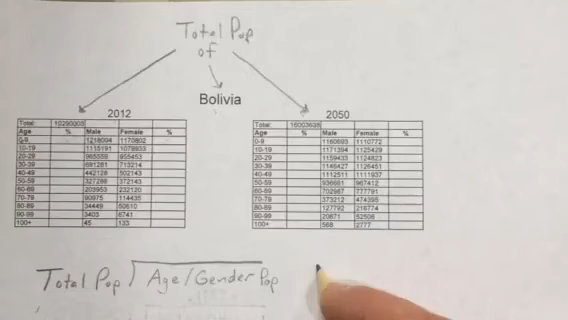 Total Pop
of
Bolivia
2012
Total: 10290003
Age % Male Female %
0-9 1218004 1170802
10-19 1115191 1079933
20-29 965559 955453
30-39 691281 713214
40-49 442128 502143
50-59 327288 372143
60-69 203953 232120
70-79 90975 114435
80-89 34449 50610
90-99 3403 6741
100+ 45 133
2050
Total: 16003698
Age % Male Female %
0-9 1160693 1110772
10-19 1171394 1125429
20-29 1159433 1124823
30-39 1146427 1126451
40-49 1112511 1111937
50-59 936681 967412
60-69 702987 777791
70-79 373212 474395
80-89 127792 216774
90-99 20871 52508
100+ 568 2777
Total Pop Age/Gender Pop